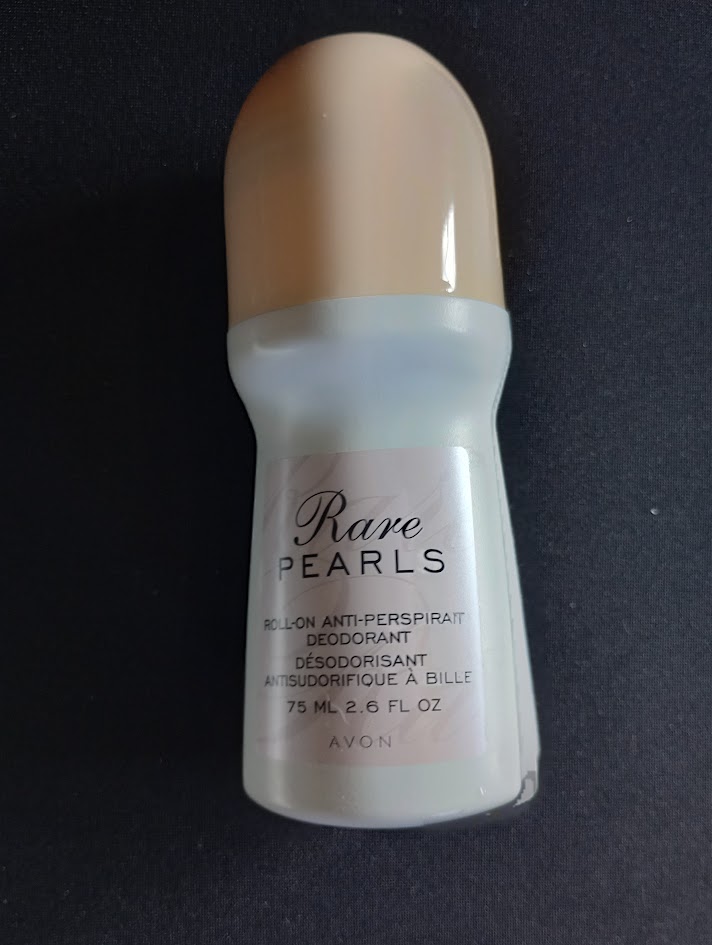 Rare
PEARLS
ROLL-ON ANTI-PERSPIRANT
DEODORANT
DÉSODORISANT
ANTISUDORIFIQUE À BILLE
75 ML 2.6 FL OZ
AVON